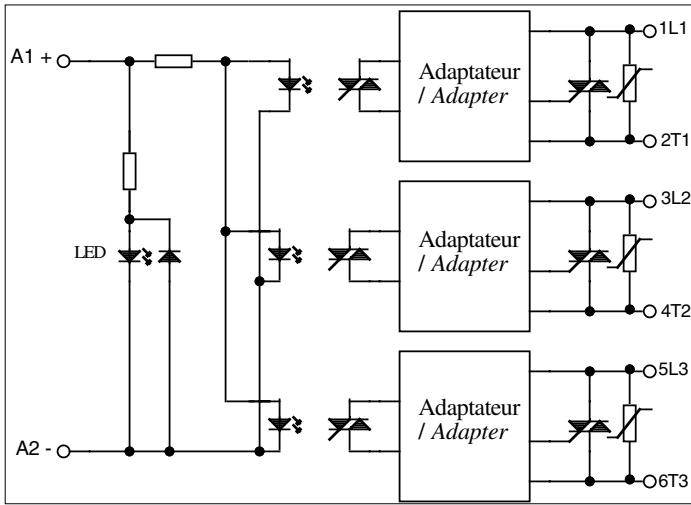 1L1
A1 +
Adaptateur
/ Adapter
2T1
3L2
LED
Adaptateur
/ Adapter
4T2
5L3
Adaptateur
/ Adapter
A2 -
6T3